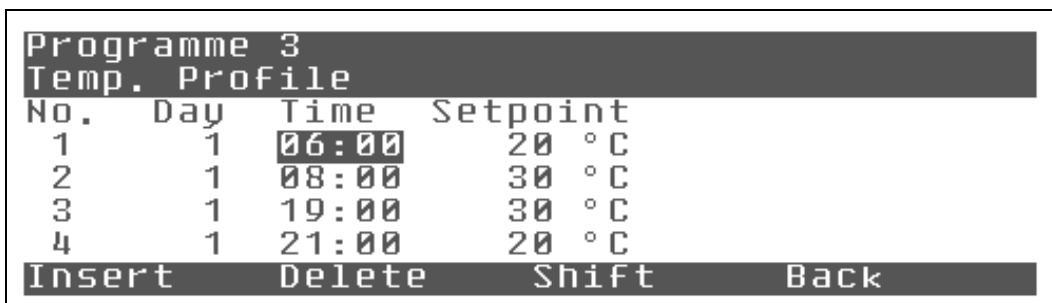 Programme 3
Temp. Profile
No. Day Time Setpoint
1 1 06:00 20 °C
2 1 08:00 30 °C
3 1 19:00 30 °C
4 1 21:00 20 °C
Insert Delete Shift Back